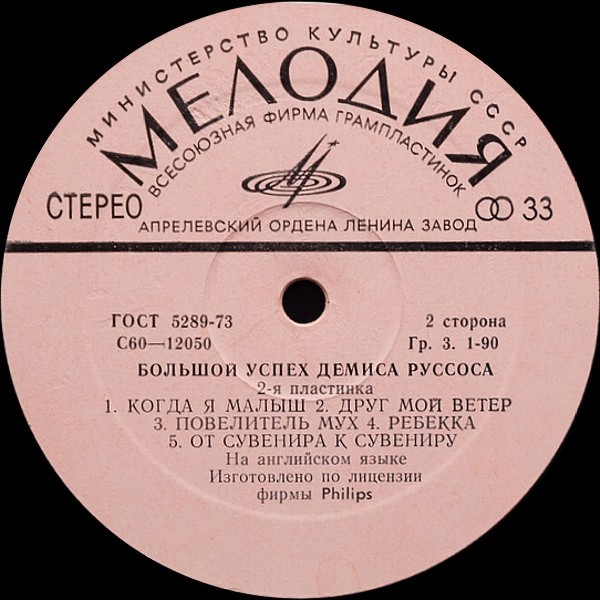 МИНИСТЕРСТВО КУЛЬТУРЫ СССР
МЕЛОДИЯ
ВСЕСОЮЗНАЯ ФИРМА ГРАМПЛАСТИНОК
СТЕРЕО
33
АПРЕЛЕВСКИЙ ОРДЕНА ЛЕНИНА ЗАВОД
ГОСТ 5289-73 2 сторона
С60—12050 Гр. 3. 1-90
БОЛЬШОЙ УСПЕХ ДЕМИСА РУССОСА
2-я пластинка
1. КОГДА Я МАЛЫШ 2. ДРУГ МОЙ ВЕТЕР
3. ПОВЕЛИТЕЛЬ МУХ 4. РЕБЕККА
5. ОТ СУВЕНИРА К СУВЕНИРУ
На английском языке
Изготовлено по лицензии
фирмы Philips